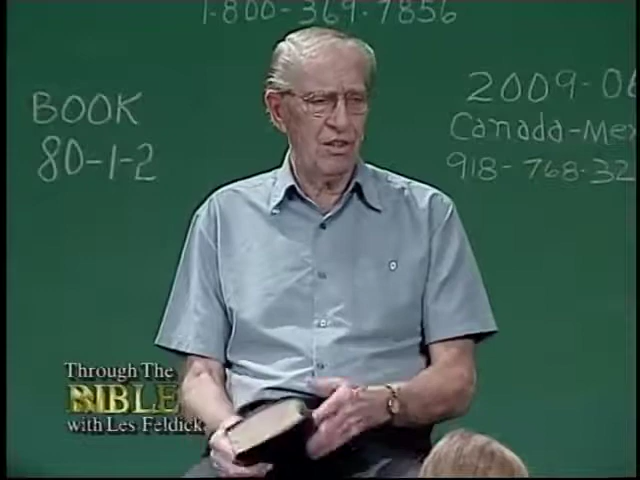 1-800-369-7856
BOOK
80-1-2
2009-06
Canada-Mex
918-768-32
Through The
BIBLE
with Les Feldick